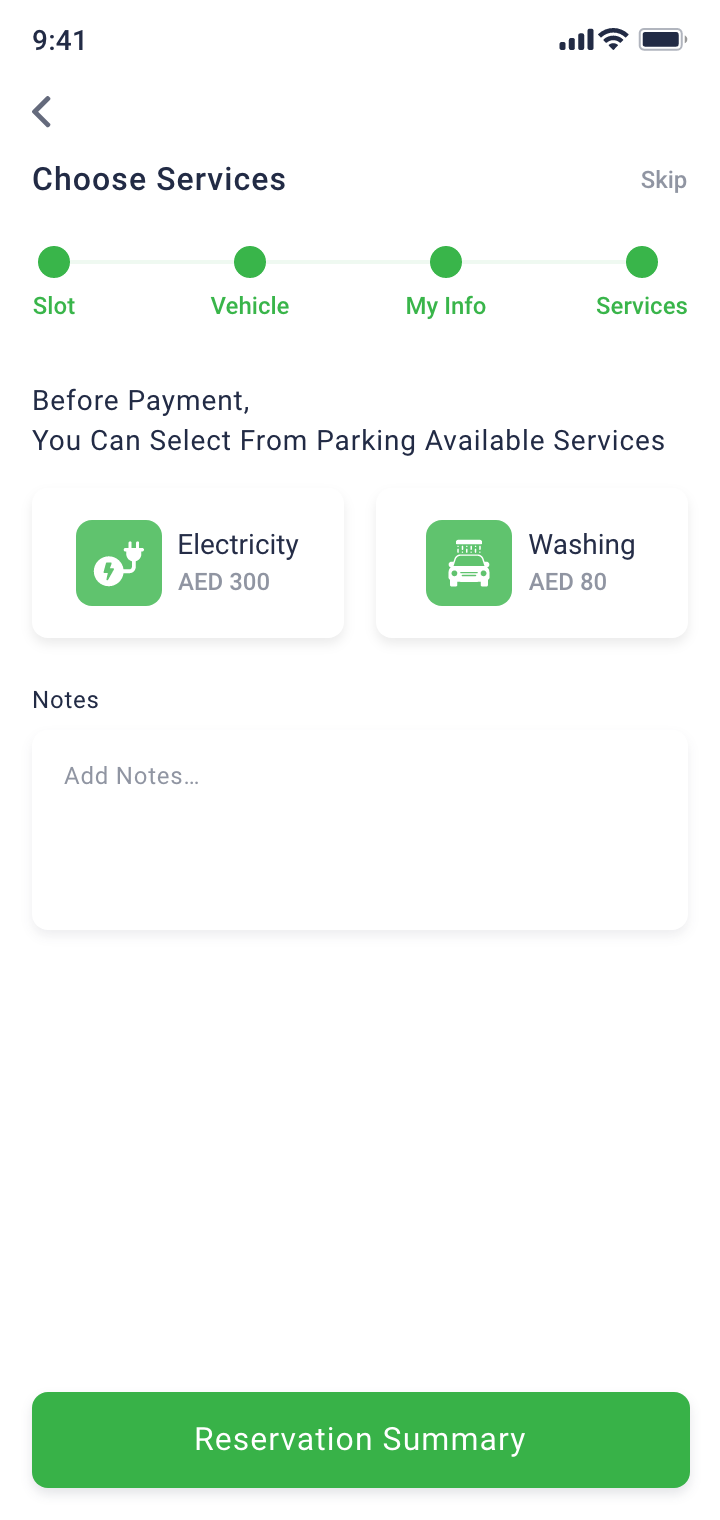 9:41
Choose Services
Skip
Slot
Vehicle
My Info
Services
Before Payment,
You Can Select From Parking Available Services
Electricity
AED 300
Washing
AED 80
Notes
Add Notes...
Reservation Summary